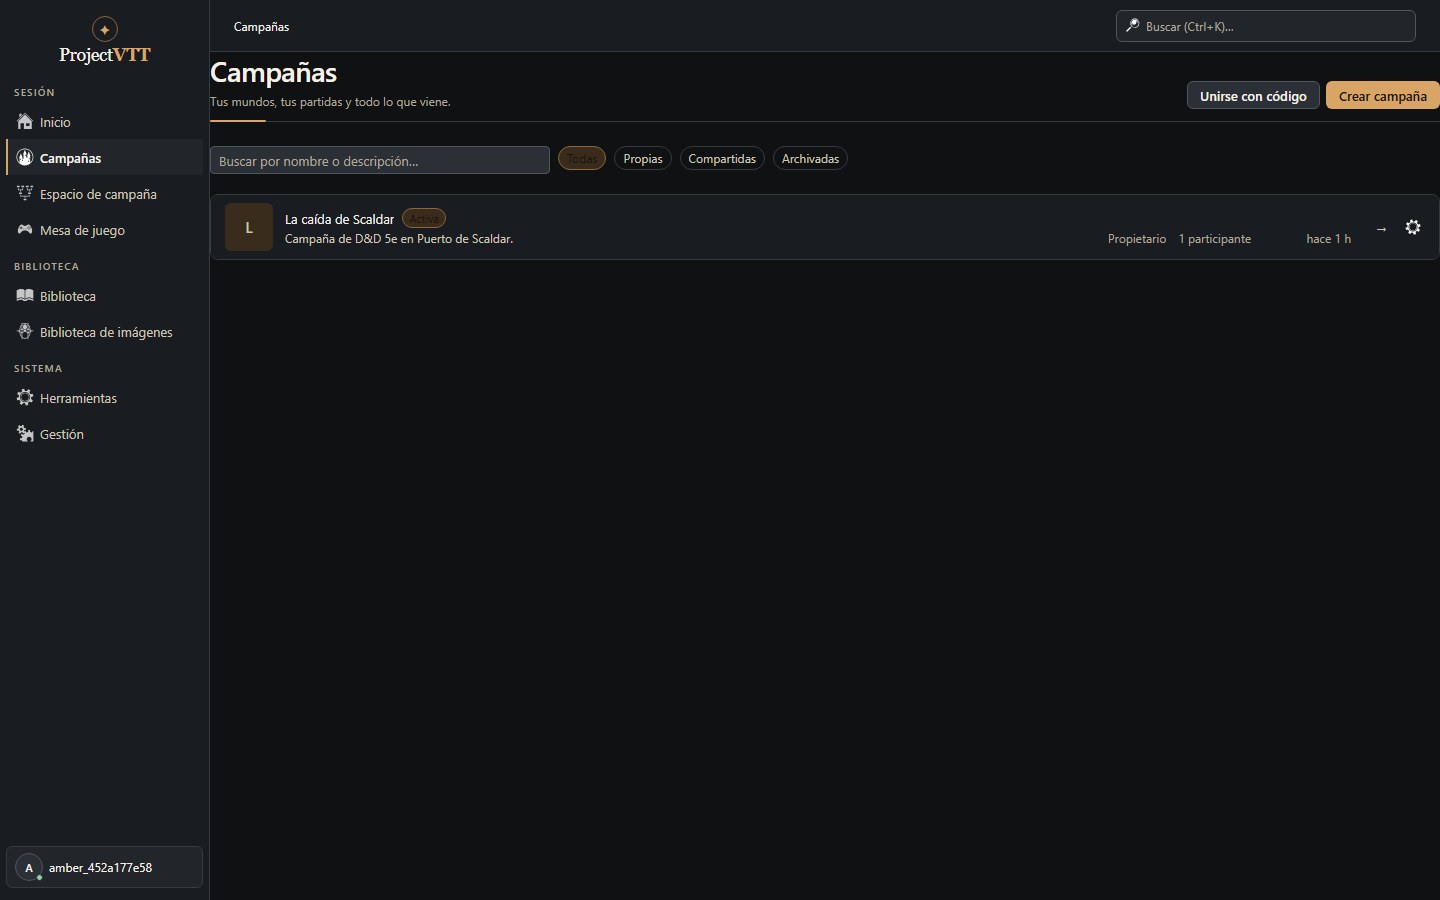 ProjectVTT
SESIÓN
Inicio
Campañas
Espacio de campaña
Mesa de juego
BIBLIOTECA
Biblioteca
Biblioteca de imágenes
SISTEMA
Herramientas
Gestión
A
amber_452a177e58
Campañas
Buscar (Ctrl+K)...
Campañas
Tus mundos, tus partidas y todo lo que viene.
Unirse con código
Crear campaña
Buscar por nombre o descripción...
Todas
Propias
Compartidas
Archivadas
L
La caída de Scaldar
Activa
Campaña de D&D 5e en Puerto de Scaldar.
Propietario
1 participante
hace 1 h
→